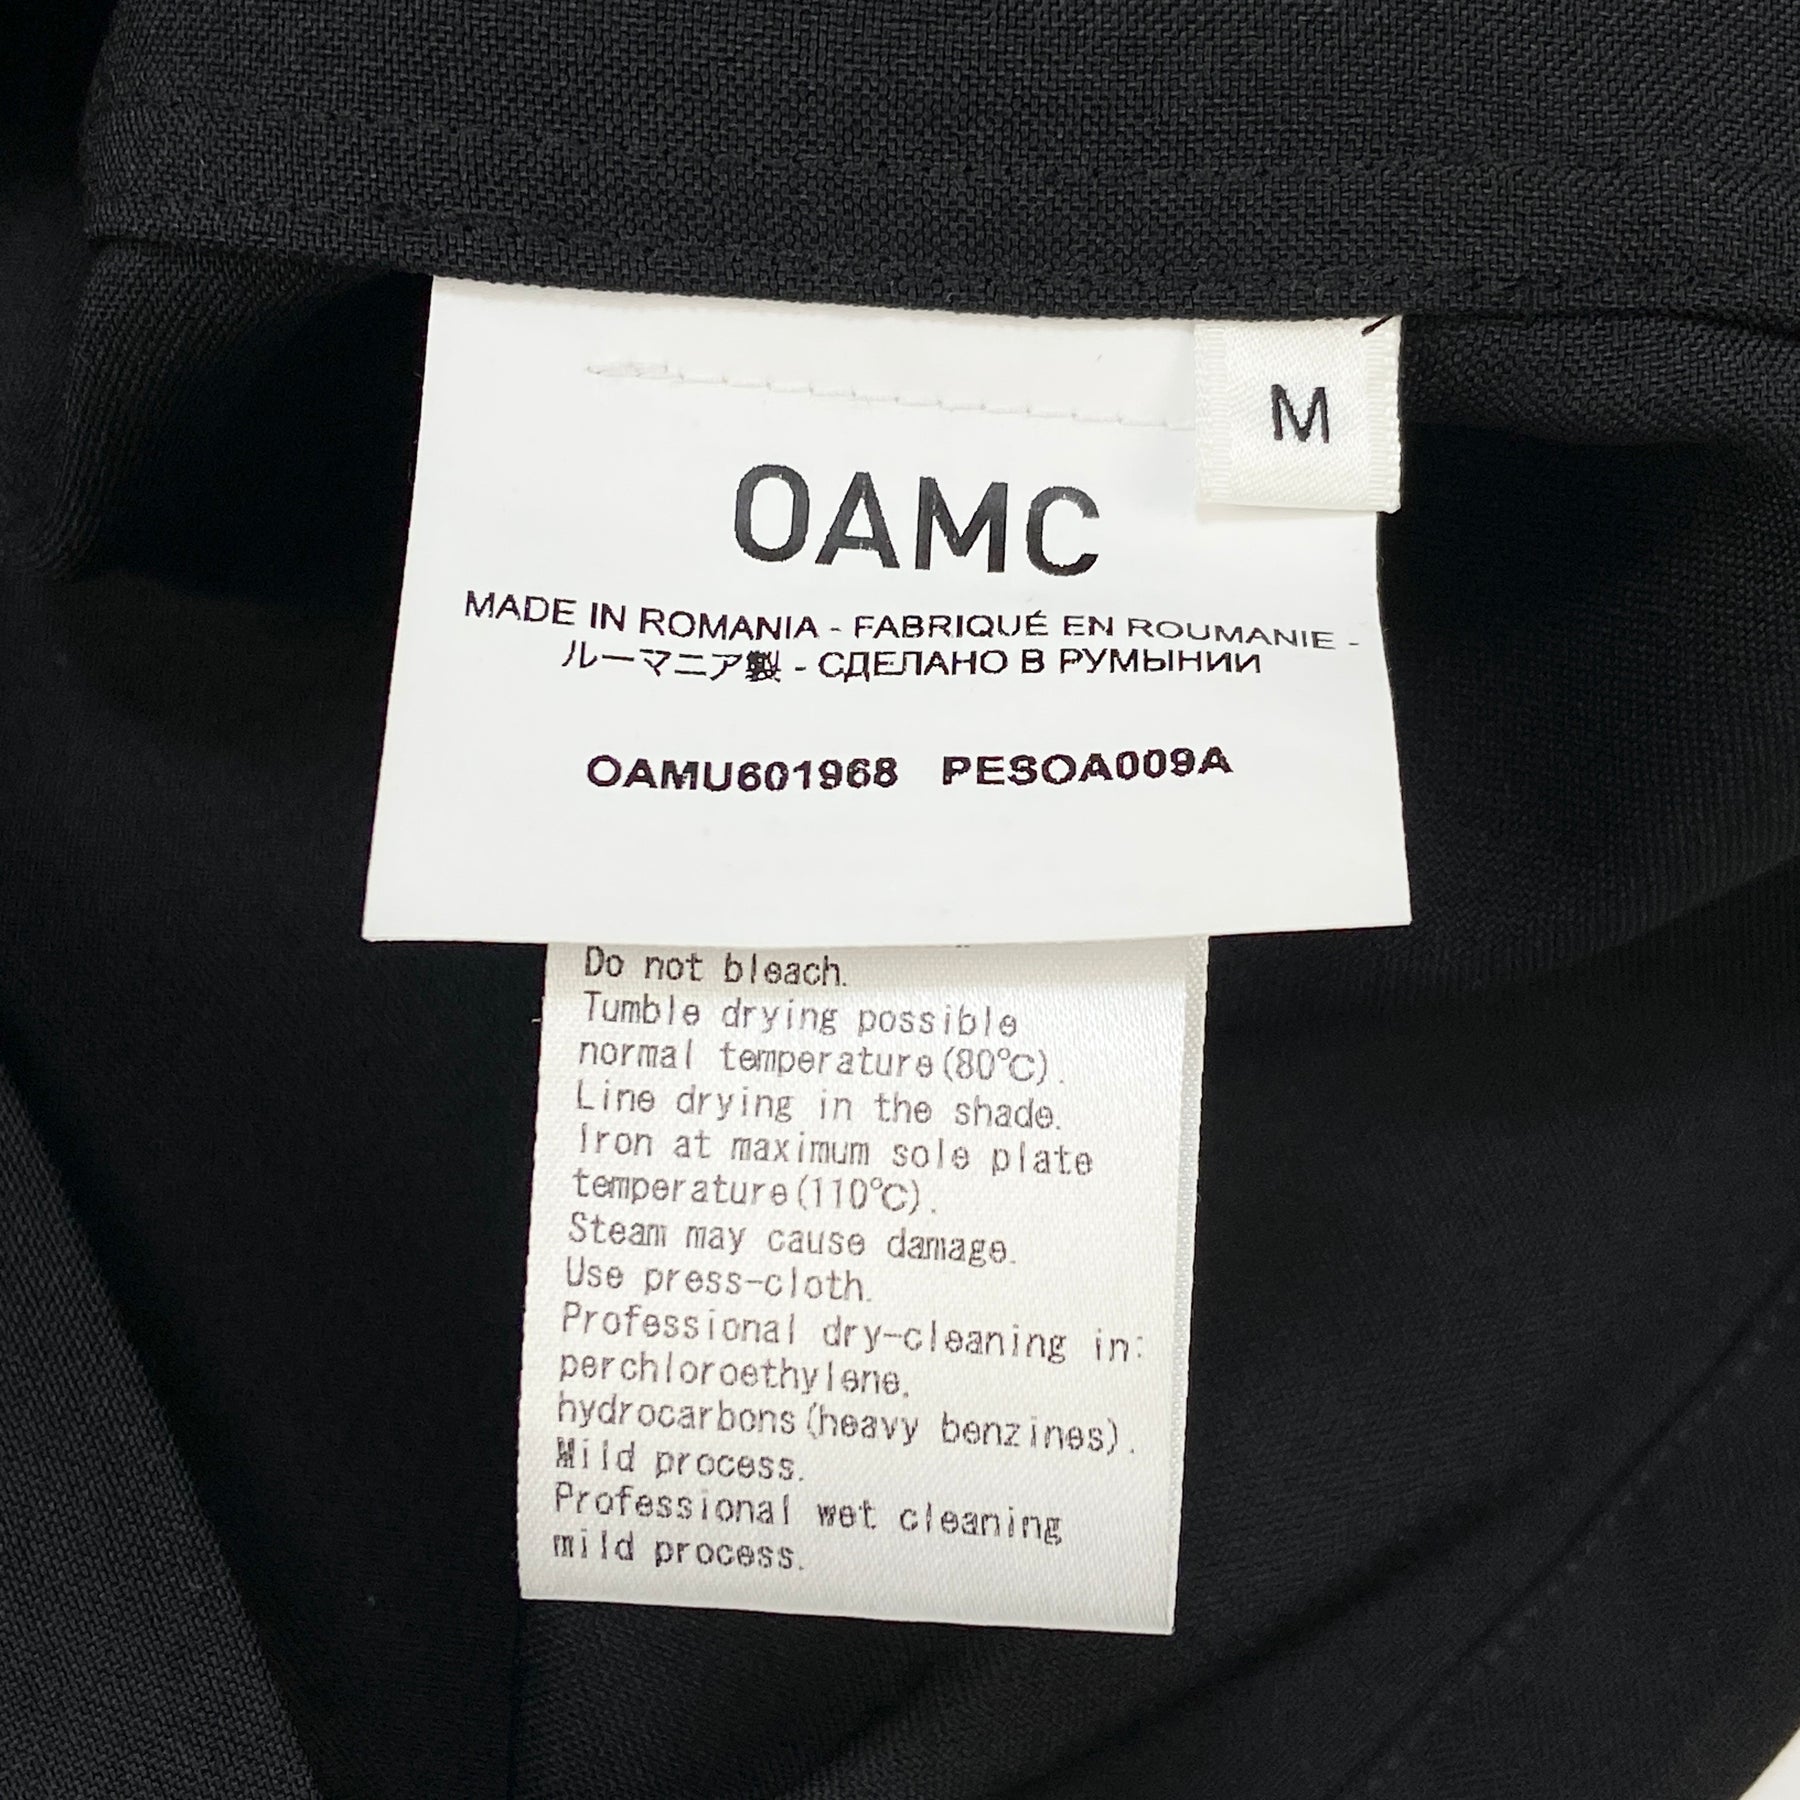 M
OAMC
MADE IN ROMANIA - FABRIQUÉ EN ROUMANIE -
ルーマニア製 - СДЕЛАНО В РУМЫНИИ
OAMU601968 PESOA009A
Do not bleach.
Tumble drying possible
normal temperature(80℃).
Line drying in the shade.
Iron at maximum sole plate
temperature(110℃).
Steam may cause damage.
Use press-cloth.
Professional dry-cleaning in:
perchloroethylene,
hydrocarbons(heavy benzines).
Mild process.
Professional wet cleaning
mild process.